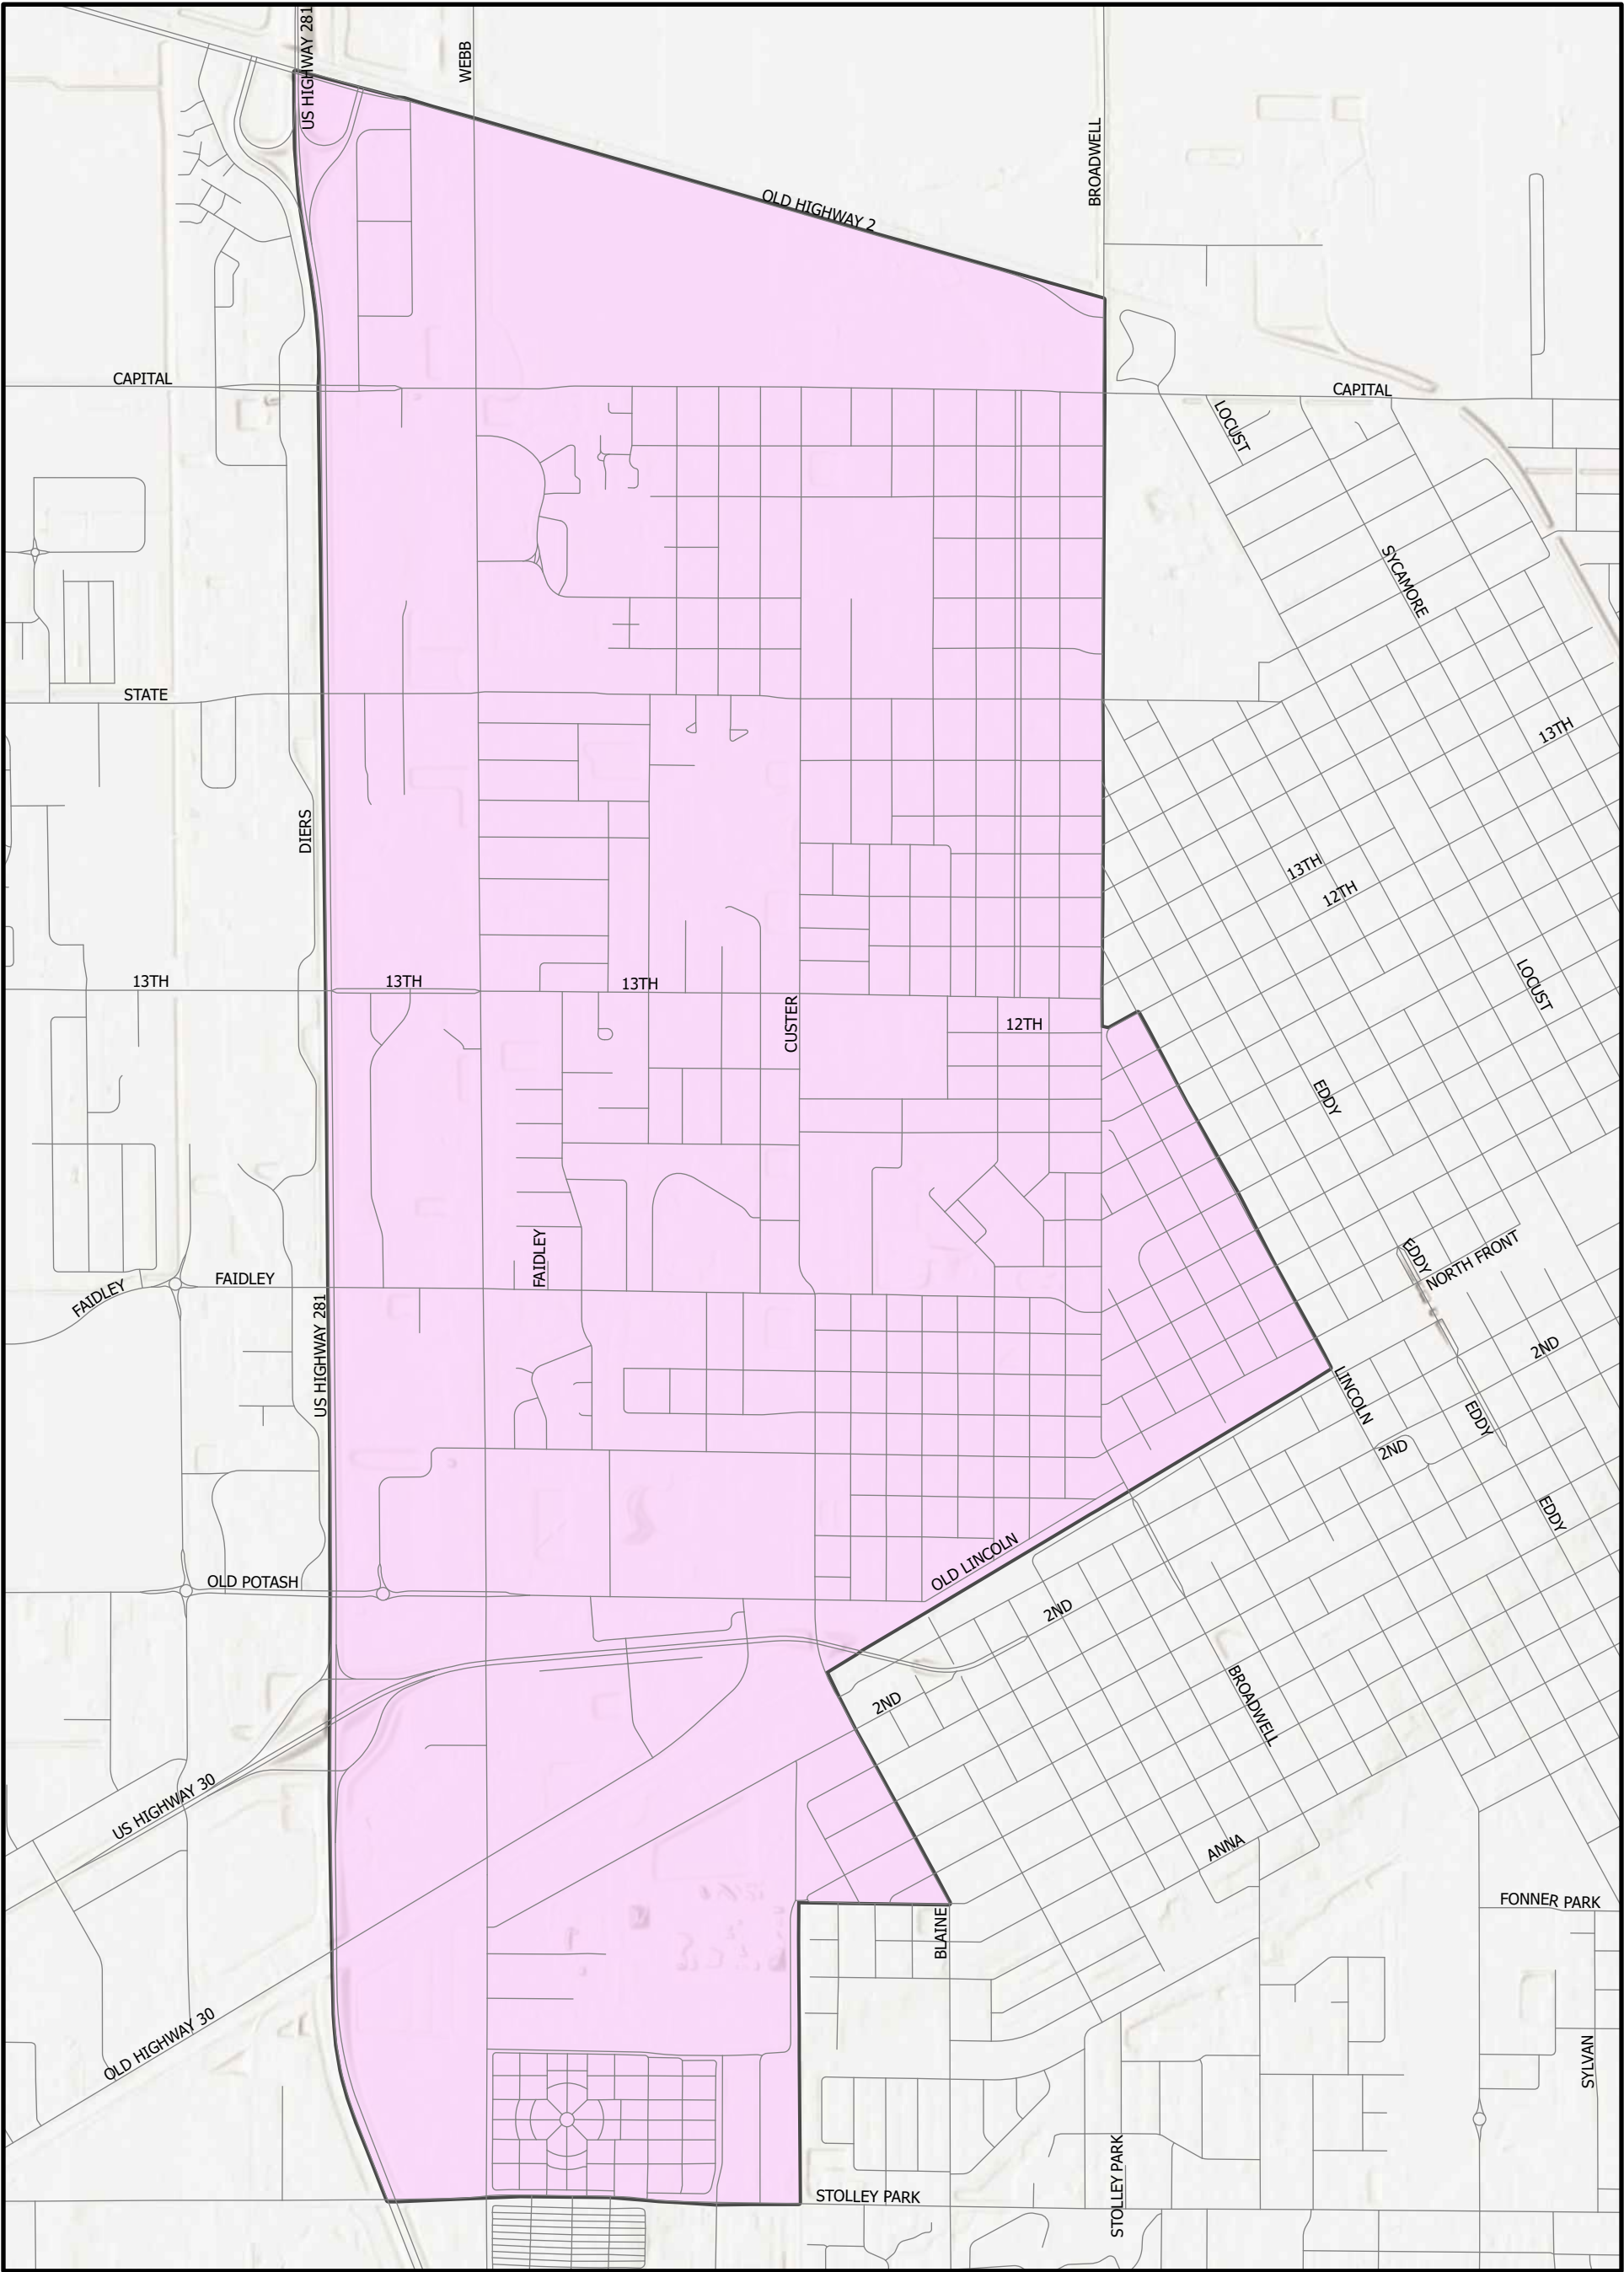 US HIGHWAY 281
WEBB
BROADWELL
OLD HIGHWAY 2
CAPITAL
CAPITAL
LOCUST
SYCAMORE
STATE
13TH
DIERS
13TH
12TH
LOCUST
13TH
13TH
13TH
CUSTER
12TH
EDDY
FAIDLEY
EDDY
NORTH FRONT
FAIDLEY
FAIDLEY
US HIGHWAY 281
2ND
LINCOLN
EDDY
2ND
EDDY
OLD LINCOLN
OLD POTASH
2ND
2ND
BROADWELL
US HIGHWAY 30
ANNA
FONNER PARK
BLAINE
OLD HIGHWAY 30
SYLVAN
STOLLEY PARK
STOLLEY PARK